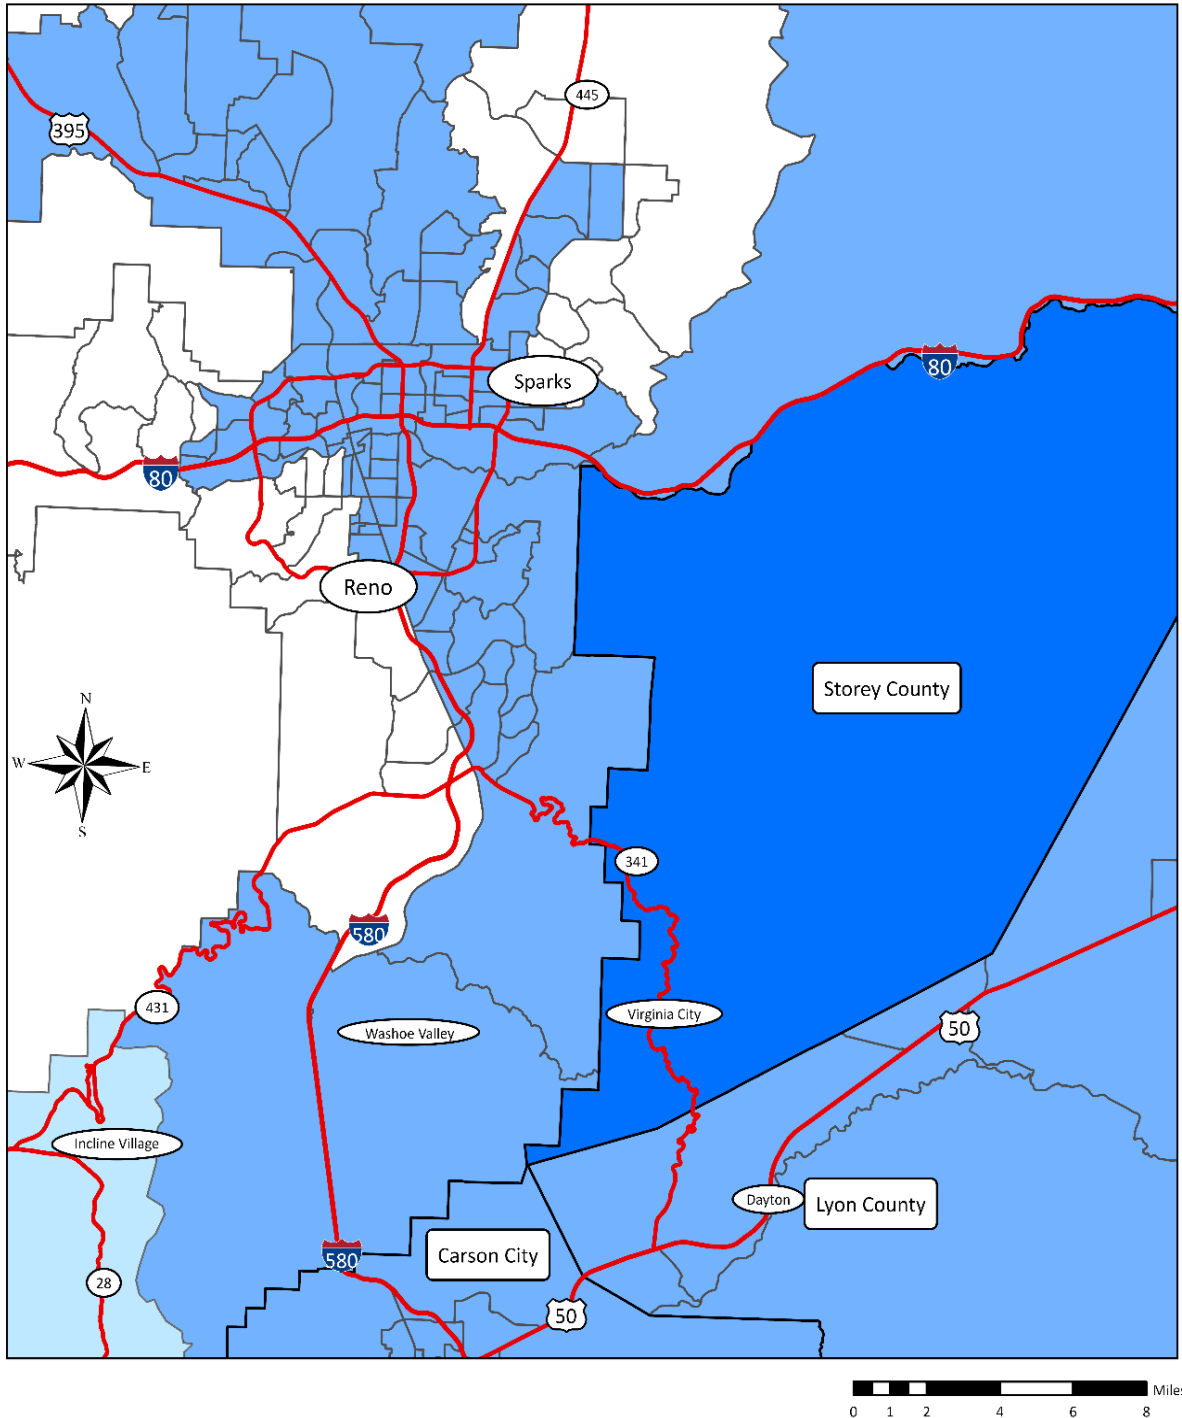 445
395
80
Sparks
80
Reno
Storey County
N
W
E
S
341
580
431
Virginia City
50
Washoe Valley
Incline Village
Dayton
Lyon County
Carson City
580
28
50
Miles
0 1 2 4 6 8